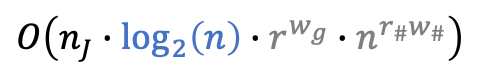 O(n_J · log₂(n) · r^{w_g} · n^{r_# w_#})